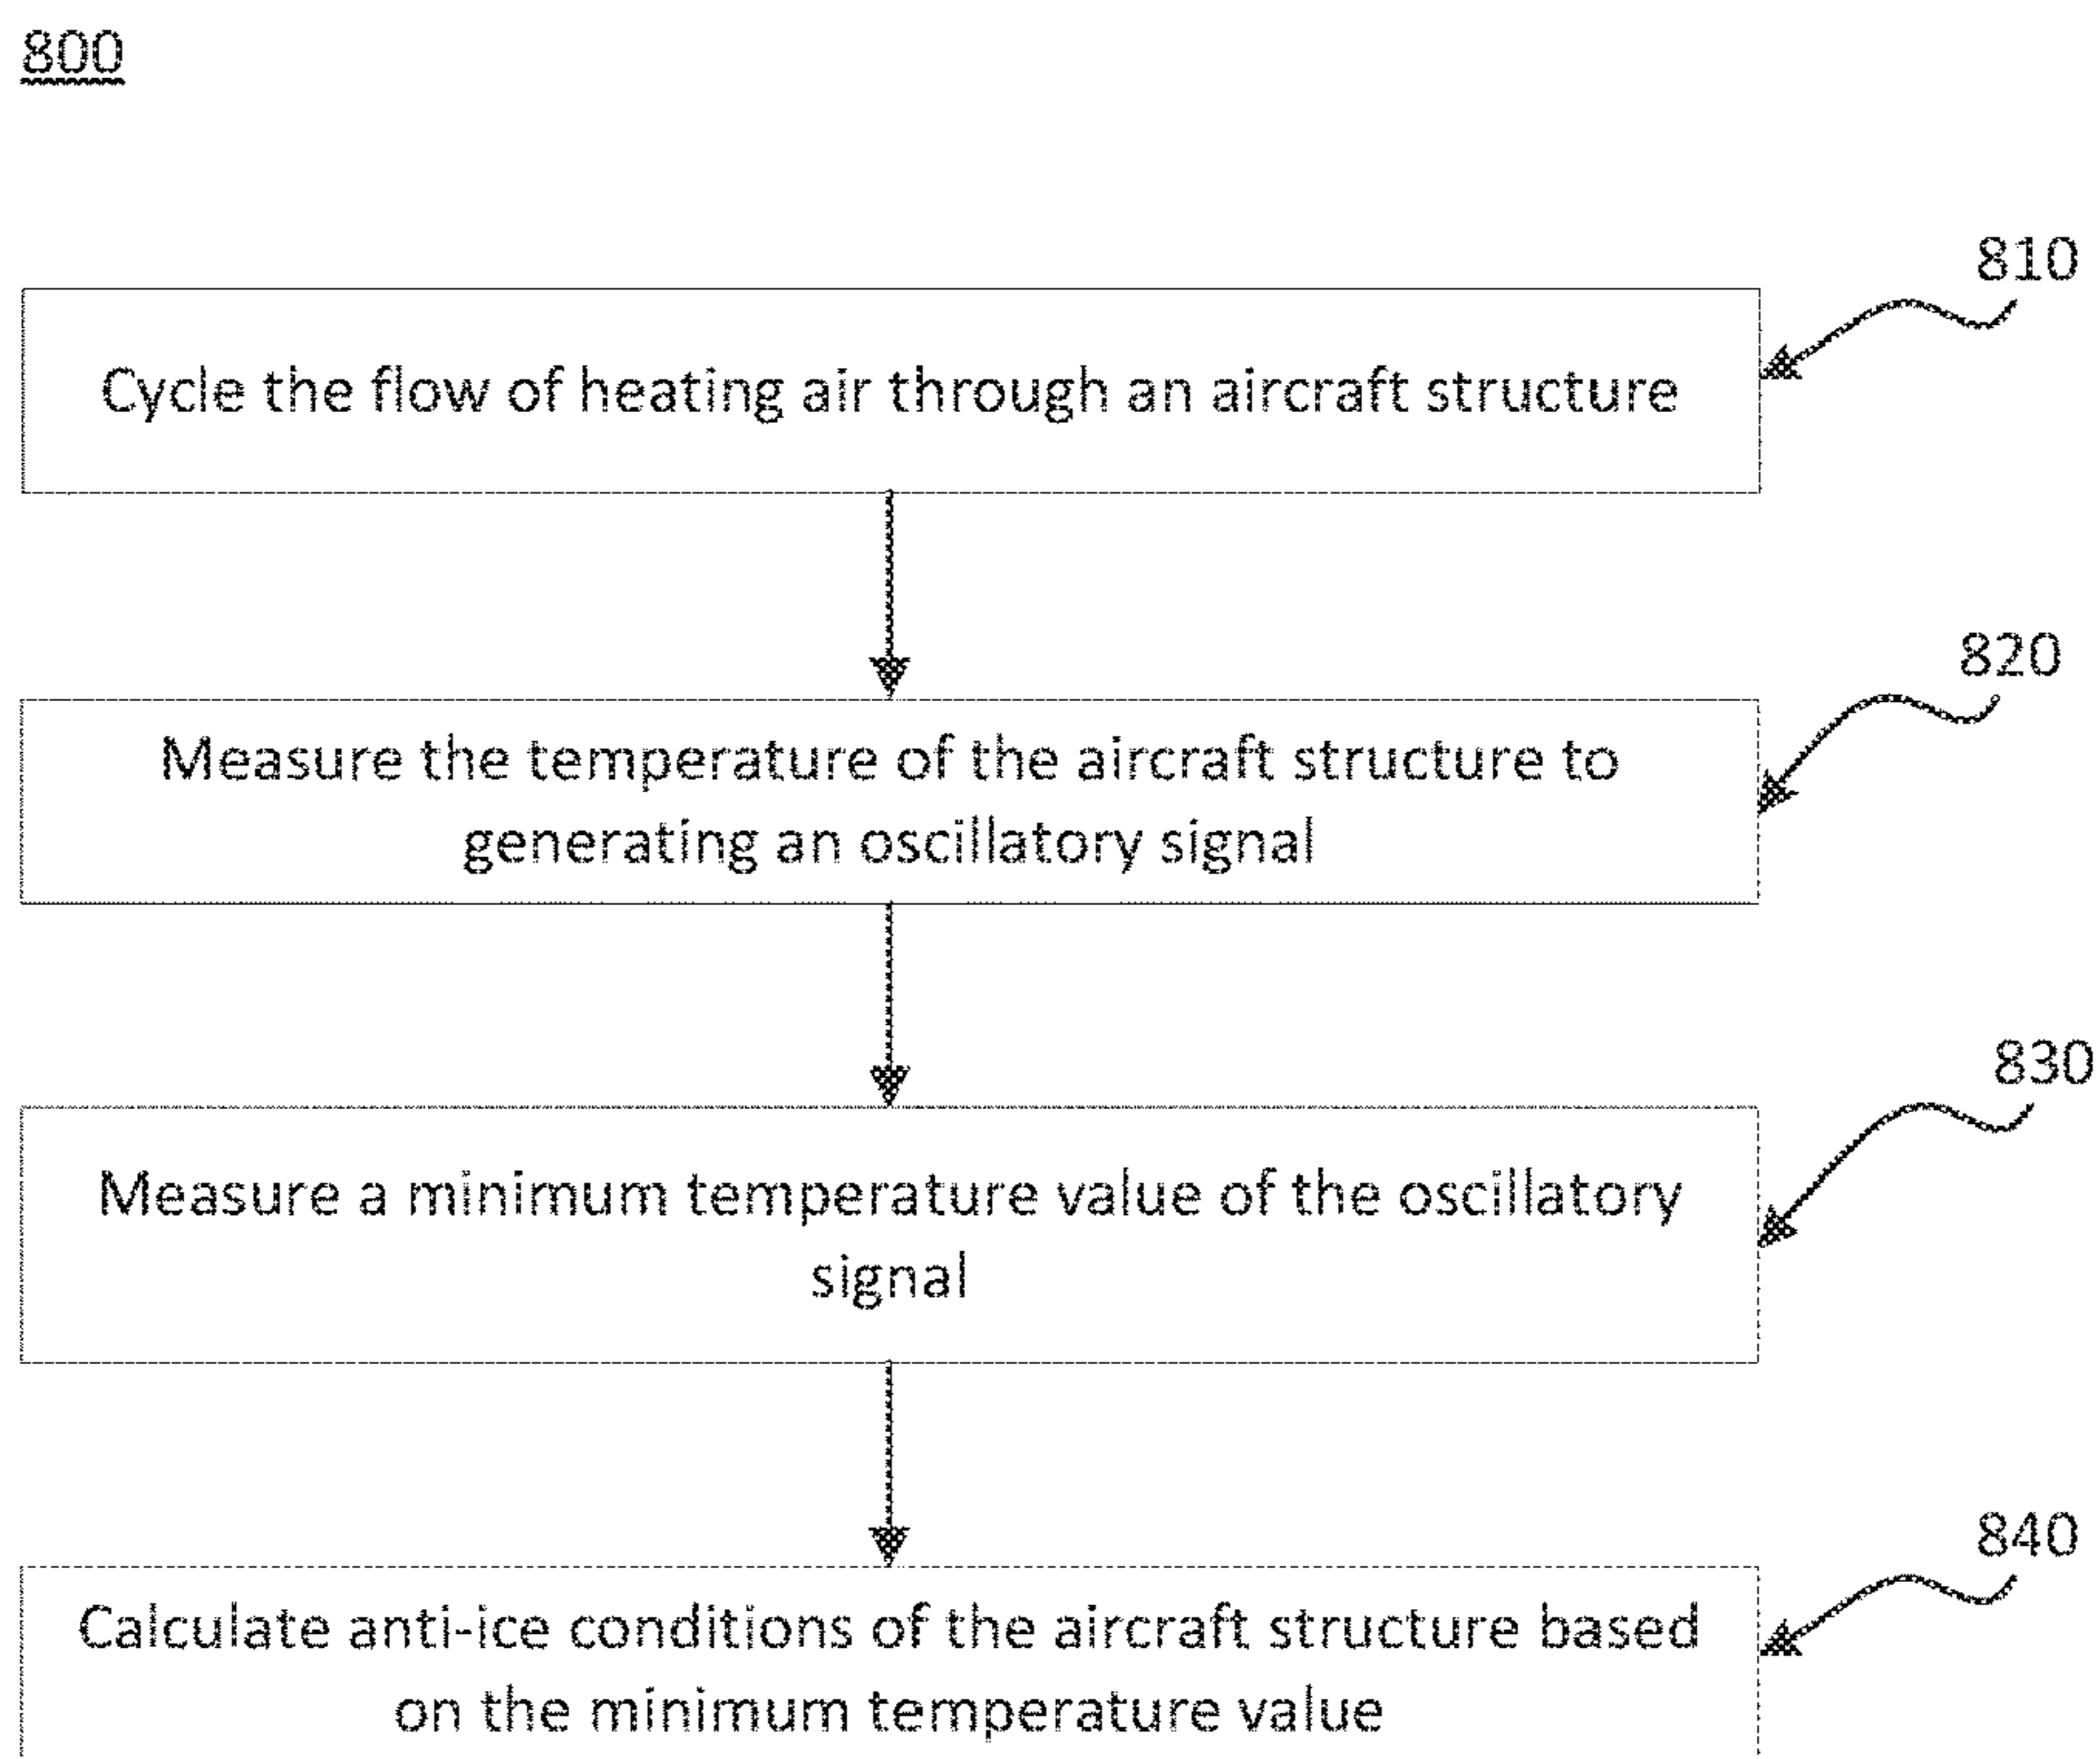 800
810
Cycle the flow of heating air through an aircraft structure
820
Measure the temperature of the aircraft structure to
generating an oscillatory signal
830
Measure a minimum temperature value of the oscillatory
signal
840
Calculate anti-ice conditions of the aircraft structure based
on the minimum temperature value